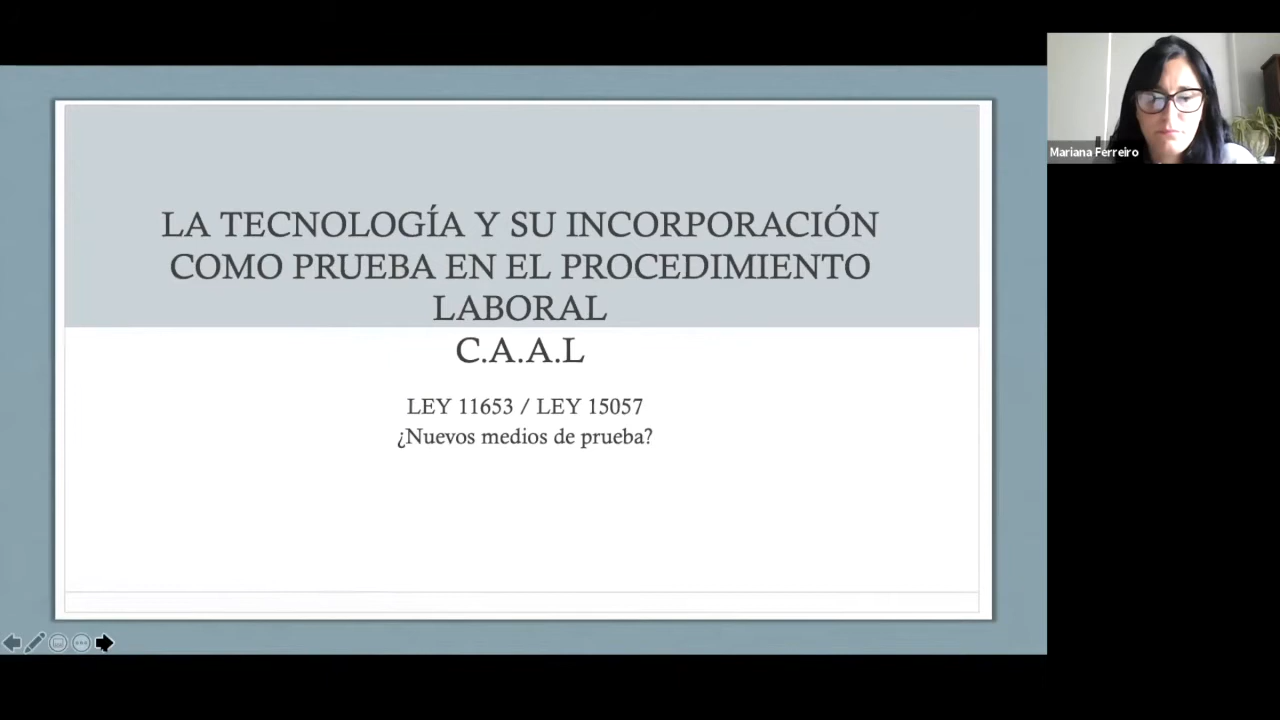 LA TECNOLOGÍA Y SU INCORPORACIÓN
COMO PRUEBA EN EL PROCEDIMIENTO
LABORAL
C.A.A.L
LEY 11653 / LEY 15057
¿Nuevos medios de prueba?
Mariana Ferreiro